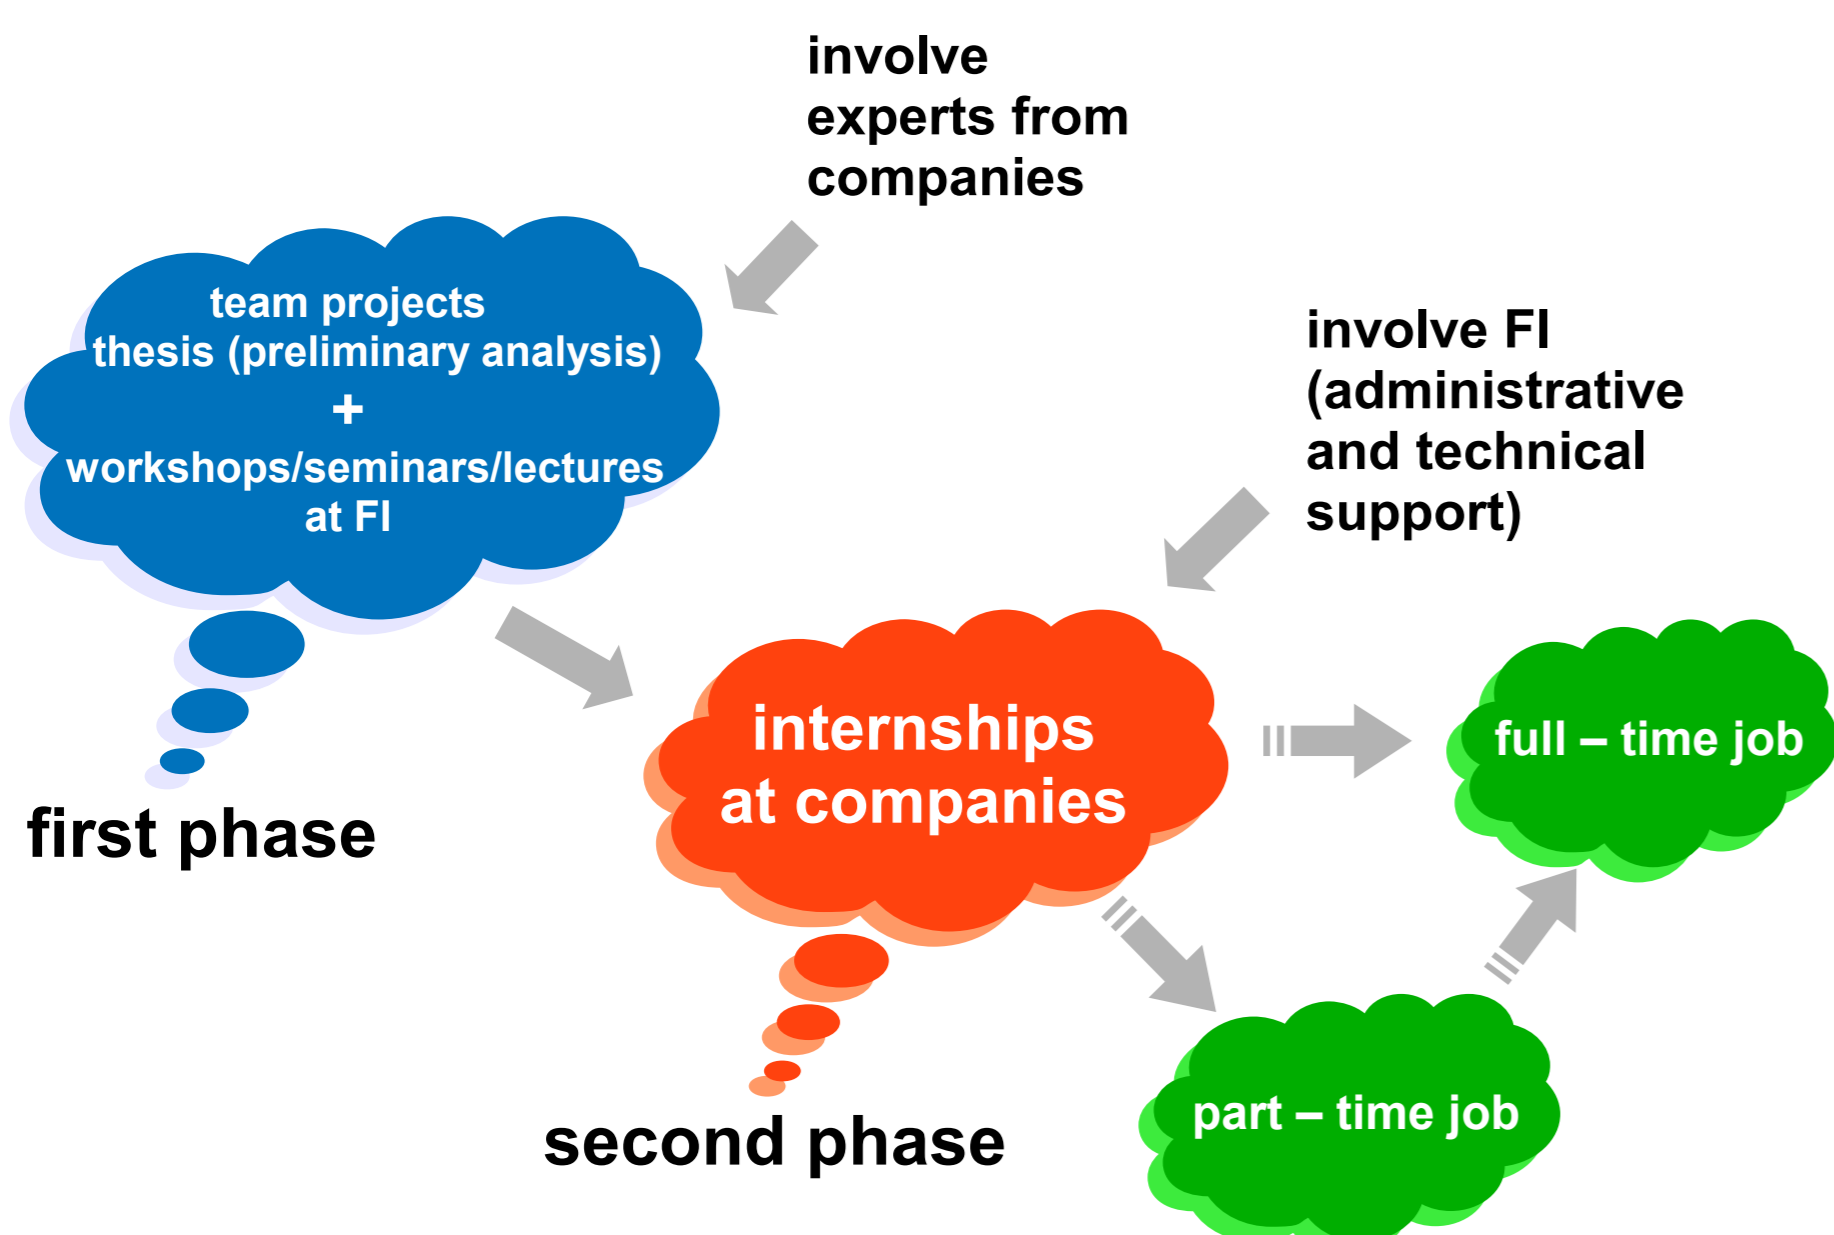 involve
experts from
companies
team projects
thesis (preliminary analysis)
+
workshops/seminars/lectures
at FI
first phase
involve FI
(administrative
and technical
support)
internships
at companies
second phase
full – time job
part – time job